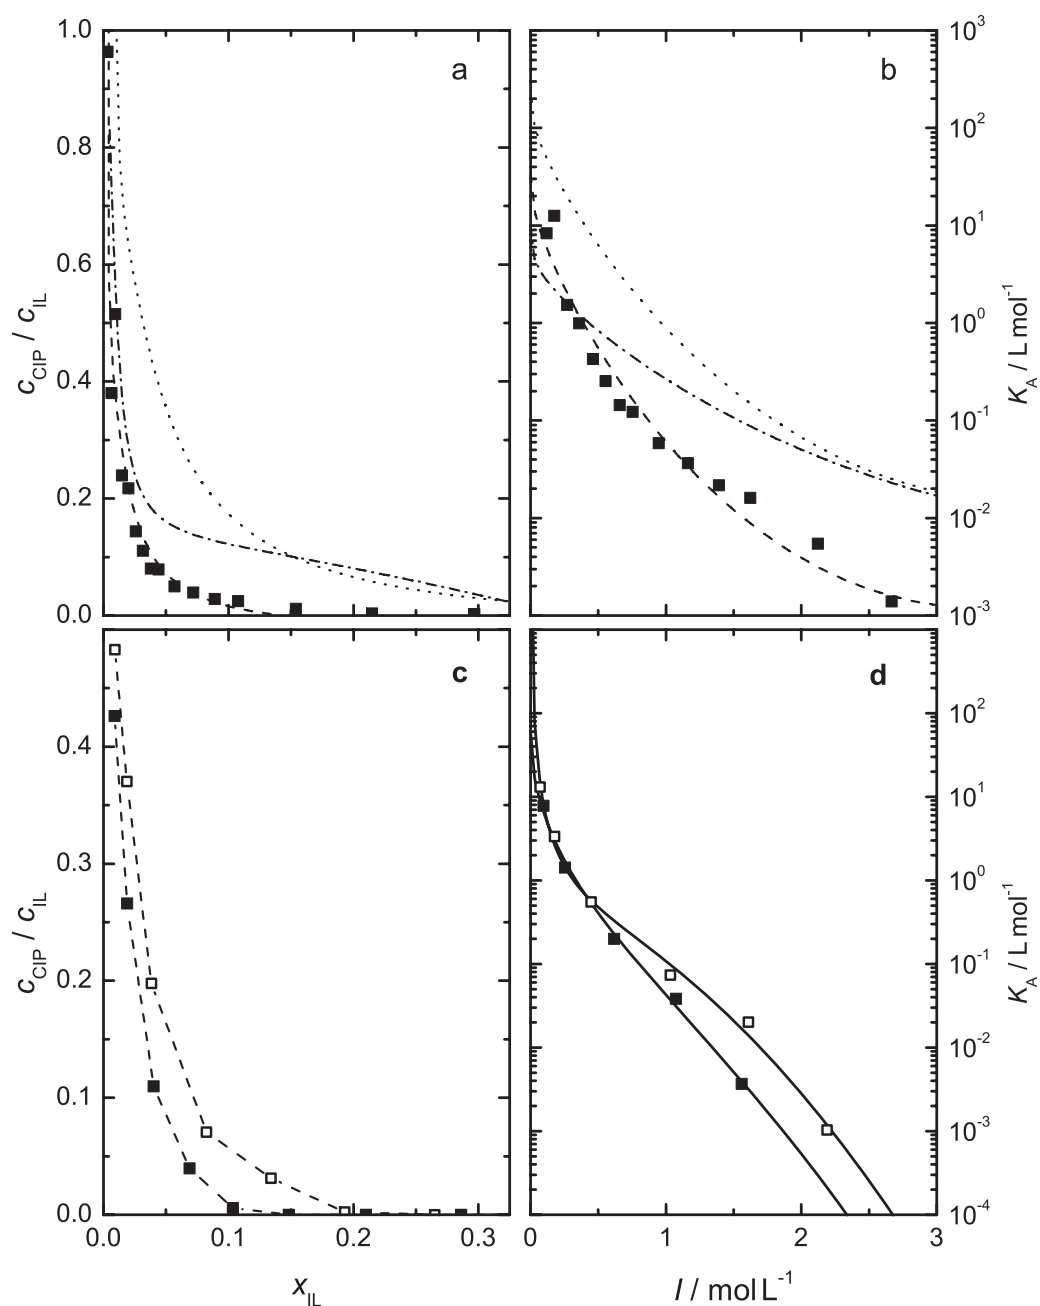 1.0
0.8
0.6
0.4
0.2
0.0
c_CIP / c_IL
a
b
10^3
10^2
10^1
10^0
10^-1
10^-2
10^-3
K_A / L mol^-1
0.4
0.3
0.2
0.1
0.0
c_CIP / c_IL
c
d
10^2
10^1
10^0
10^-1
10^-2
10^-3
10^-4
K_A / L mol^-1
0.0 0.1 0.2 0.3
0 1 2 3
x_IL
I / mol L^-1